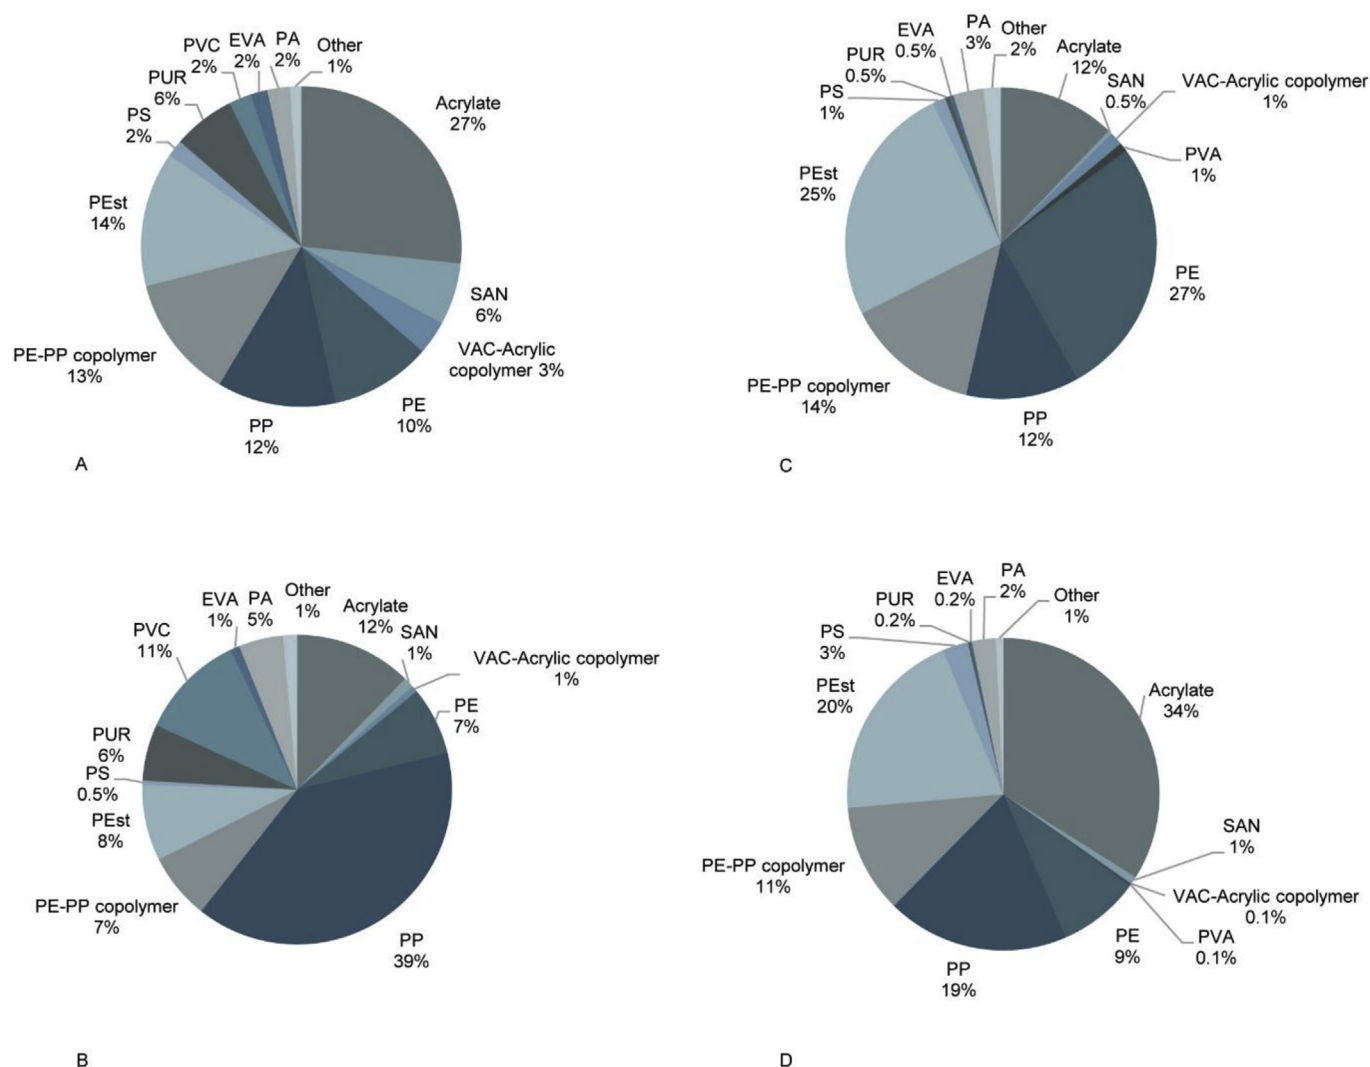 PVC
2%
EVA
2%
PA
2%
Other
1%
PUR
6%
PS
2%
Acrylate
27%
PEst
14%
SAN
6%
VAC-Acrylic
copolymer 3%
PE-PP copolymer
13%
PE
10%
PP
12%
A
EVA
0.5%
PA
3%
Other
2%
Acrylate
12%
PUR
0.5%
SAN
0.5%
VAC-Acrylic copolymer
1%
PS
1%
PVA
1%
PEst
25%
PE
27%
PE-PP copolymer
14%
PP
12%
C
EVA
1%
PA
5%
Other
1%
Acrylate
12%
SAN
1%
PVC
11%
VAC-Acrylic copolymer
1%
PE
7%
PUR
6%
PS
0.5%
PEst
8%
PE-PP copolymer
7%
PP
39%
B
EVA
0.2%
PA
2%
Other
1%
PUR
0.2%
PS
3%
PEst
20%
Acrylate
34%
SAN
1%
PE-PP copolymer
11%
VAC-Acrylic copolymer
0.1%
PE
9%
PVA
0.1%
PP
19%
D